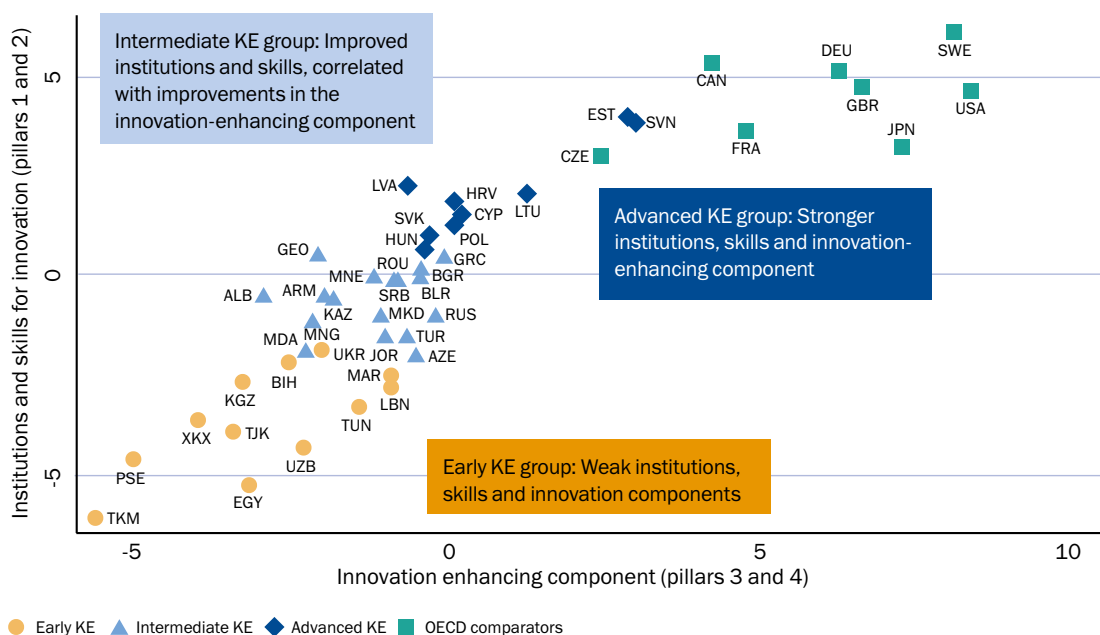 Institutions and skills for innovation (pillars 1 and 2)
Intermediate KE group: Improved
institutions and skills, correlated
with improvements in the
innovation-enhancing component
5
0
-5
SWE
DEU
CAN
GBR
USA
EST
SVN
JPN
FRA
CZE
LVA
HRV
LTU
CYP
SVK
POL
HUN
GEO
GRC
ROU
MNE
BGR
ALB
ARM
SRB
BLR
KAZ
MKD
RUS
MNG
MDA
UKR
JOR
TUR
AZE
BIH
MAR
KGZ
LBN
TUN
XKX
TJK
UZB
PSE
EGY
TKM
Advanced KE group: Stronger
institutions, skills and innovation-
enhancing component
Early KE group: Weak institutions,
skills and innovation components
-5
0
5
10
Innovation enhancing component (pillars 3 and 4)
Early KE
Intermediate KE
Advanced KE
OECD comparators